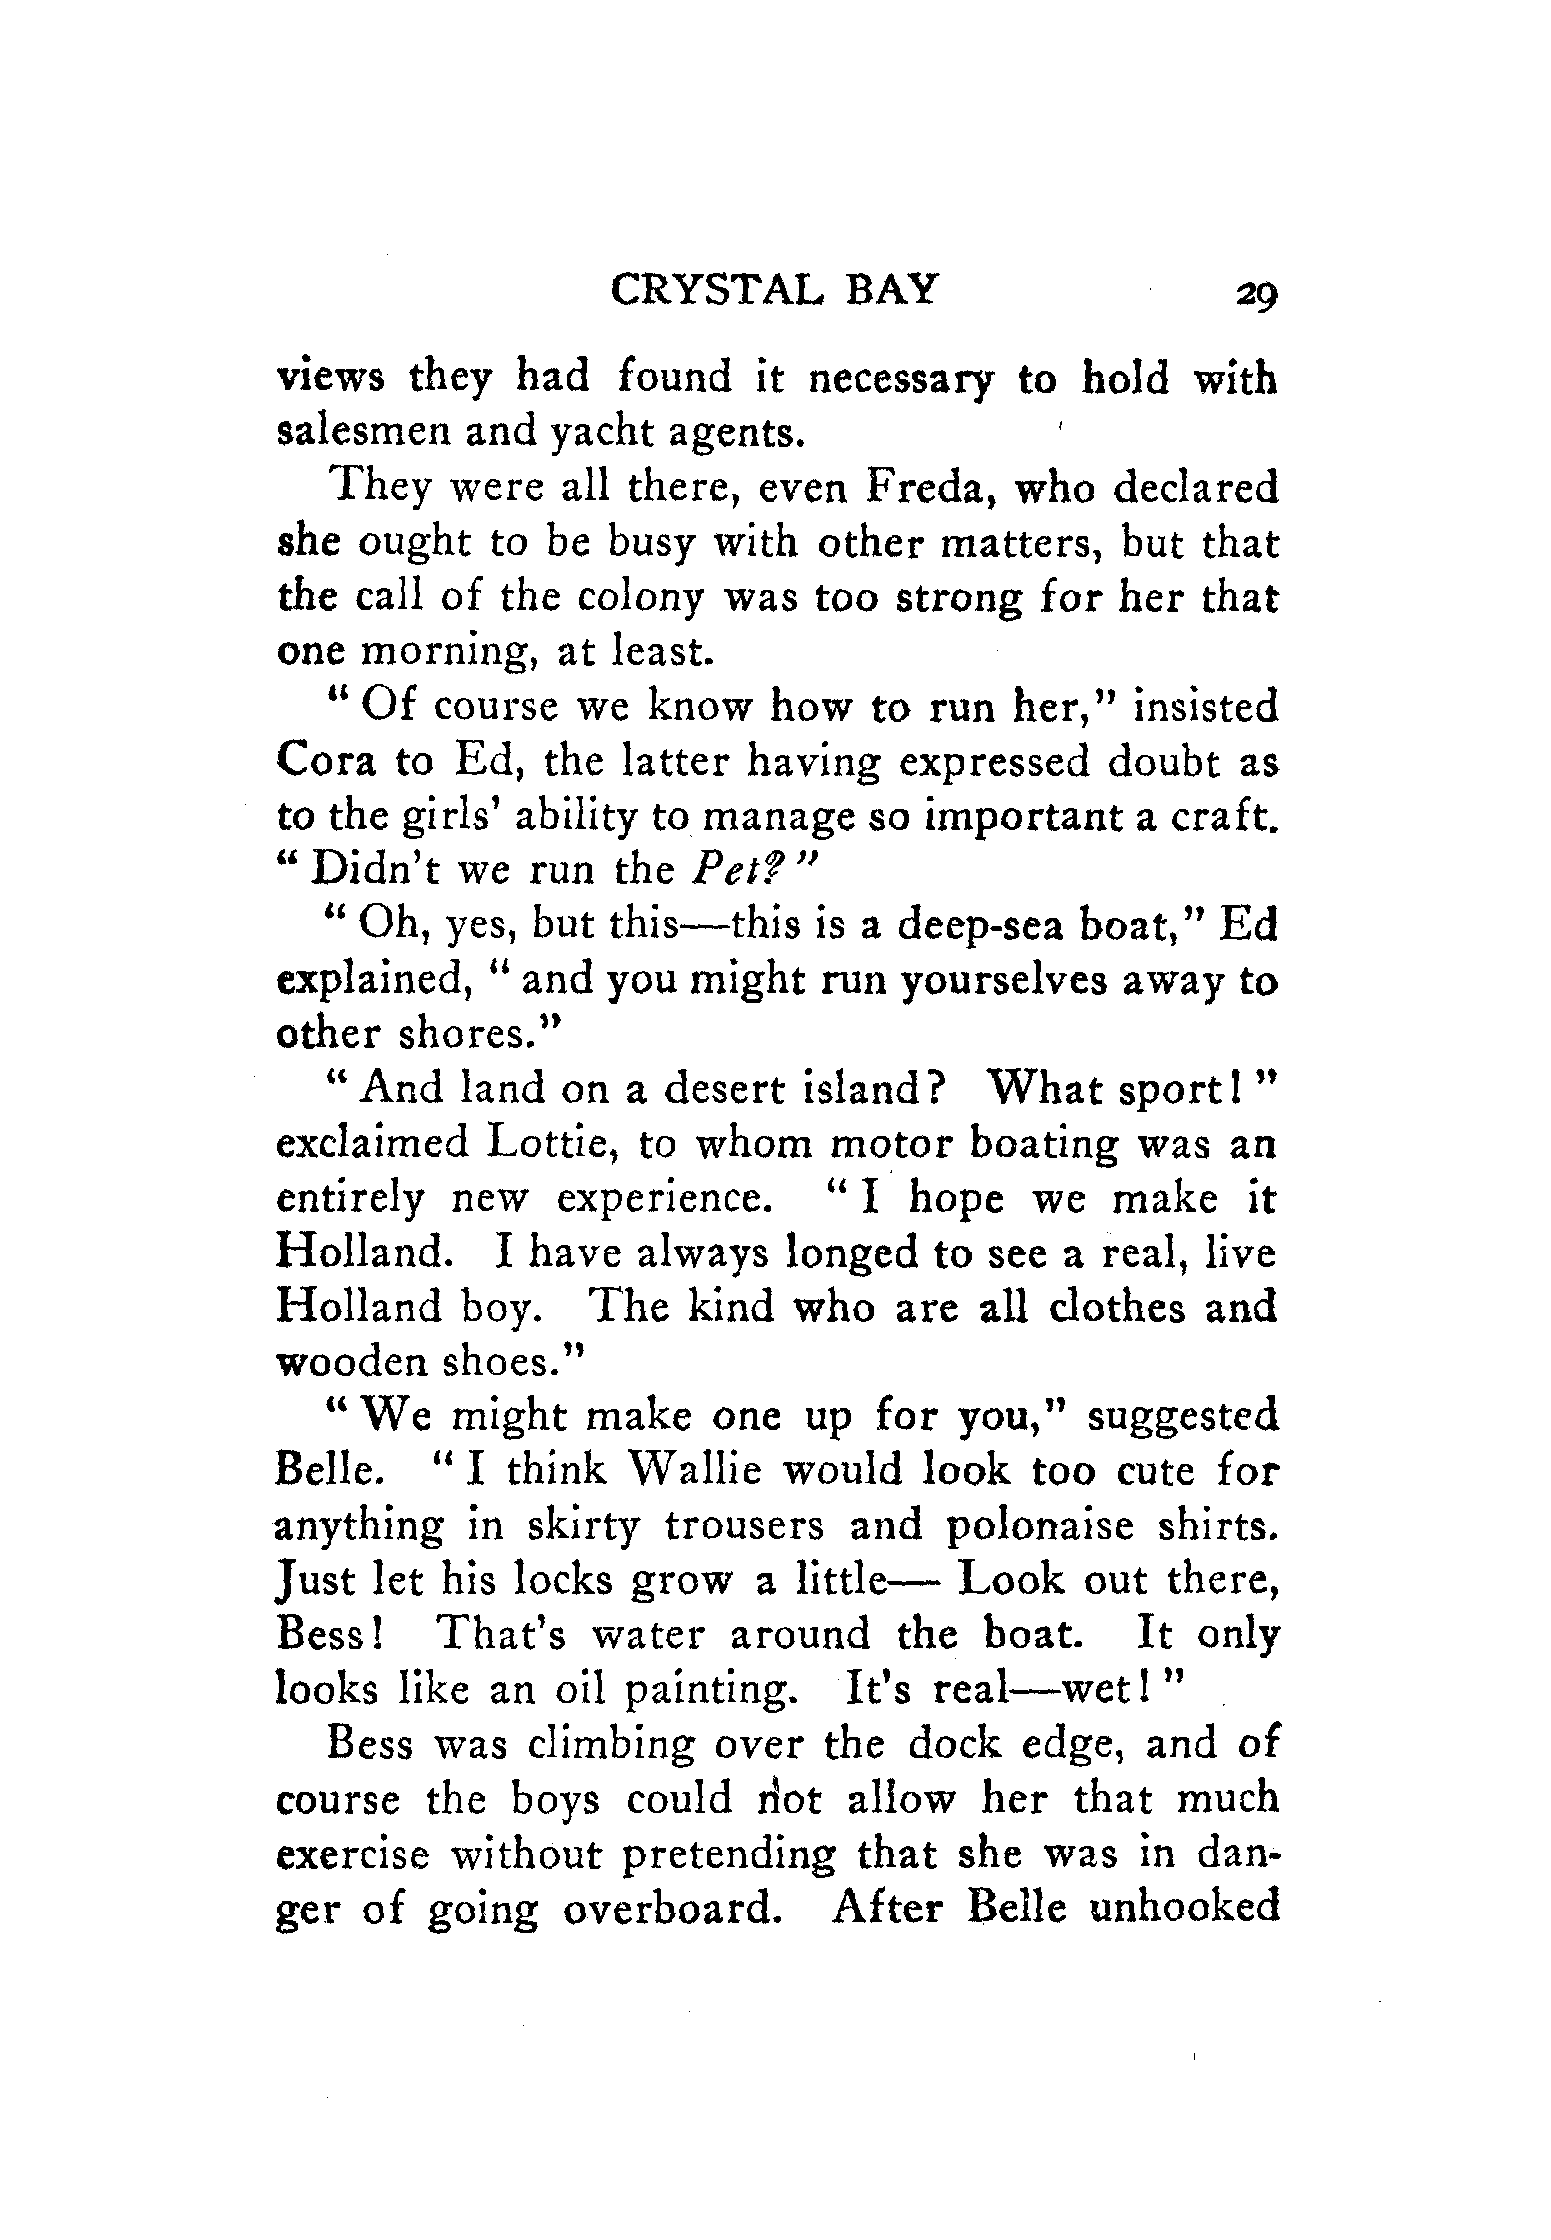 CRYSTAL BAY 29
views they had found it necessary to hold with
salesmen and yacht agents.
They were all there, even Freda, who declared
she ought to be busy with other matters, but that
the call of the colony was too strong for her that
one morning, at least.
“ Of course we know how to run her,” insisted
Cora to Ed, the latter having expressed doubt as
to the girls’ ability to manage so important a craft.
“ Didn’t we run the Pet? ”
“ Oh, yes, but this—this is a deep-sea boat,” Ed
explained, “ and you might run yourselves away to
other shores.”
“ And land on a desert island? What sport! ”
exclaimed Lottie, to whom motor boating was an
entirely new experience. “ I hope we make it
Holland. I have always longed to see a real, live
Holland boy. The kind who are all clothes and
wooden shoes.”
“ We might make one up for you,” suggested
Belle. “ I think Wallie would look too cute for
anything in skirty trousers and polonaise shirts.
Just let his locks grow a little— Look out there,
Bess! That’s water around the boat. It only
looks like an oil painting. It’s real—wet! ”
Bess was climbing over the dock edge, and of
course the boys could not allow her that much
exercise without pretending that she was in dan-
ger of going overboard. After Belle unhooked